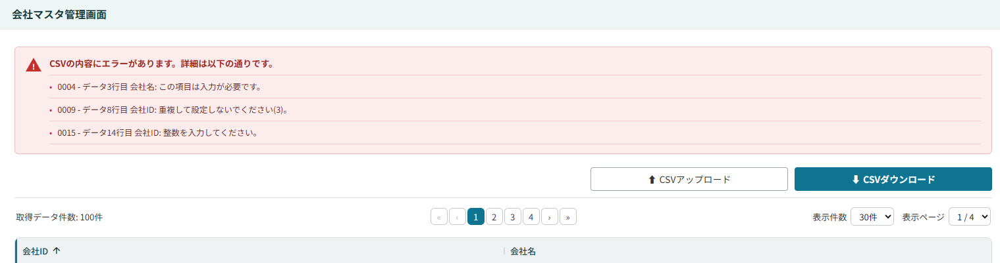 会社マスタ管理画面
CSVの内容にエラーがあります。詳細は以下の通りです。
• 0004 - データ3行目 会社名: この項目は入力が必要です。
• 0009 - データ8行目 会社ID: 重複して設定しないでください(3)。
• 0015 - データ14行目 会社ID: 整数を入力してください。
⬆ CSVアップロード ⬇ CSVダウンロード
取得データ件数: 100件 « ‹ 1 2 3 4 › » 表示件数 30件 表示ページ 1 / 4
会社ID ↑ 会社名